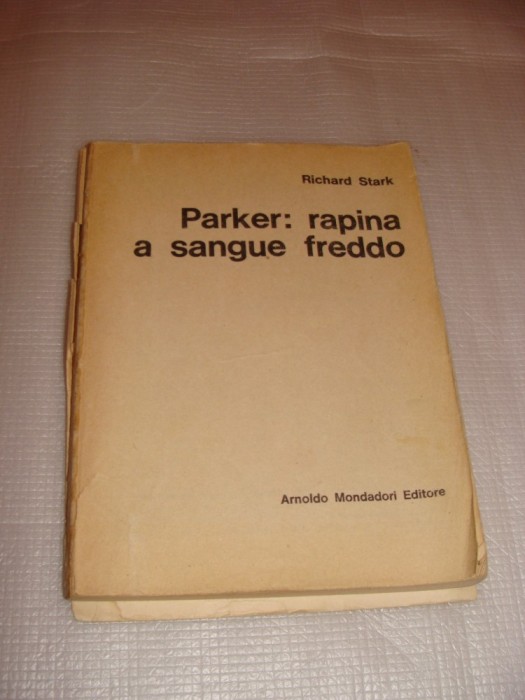 Richard Stark
Parker: rapina
a sangue freddo
Arnoldo Mondadori Editore